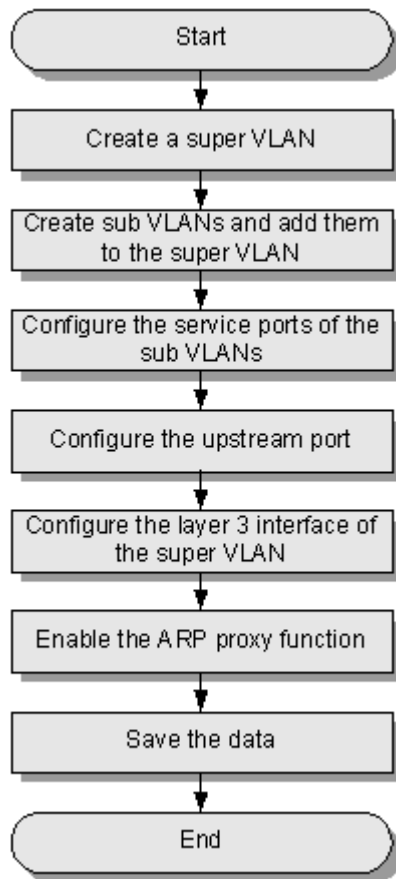 Start
Create a super VLAN
Create sub VLANs and add them
to the super VLAN
Configure the service ports of the
sub VLANs
Configure the upstream port
Configure the layer 3 interface of
the super VLAN
Enable the ARP proxy function
Save the data
End